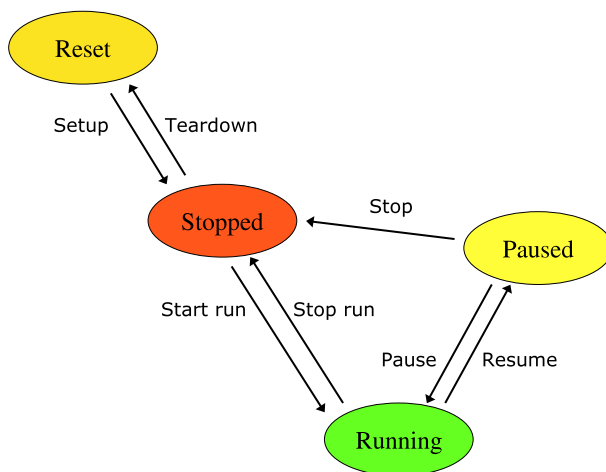 Reset
Setup
Teardown
Stopped
Stop
Paused
Start run
Stop run
Pause
Resume
Running